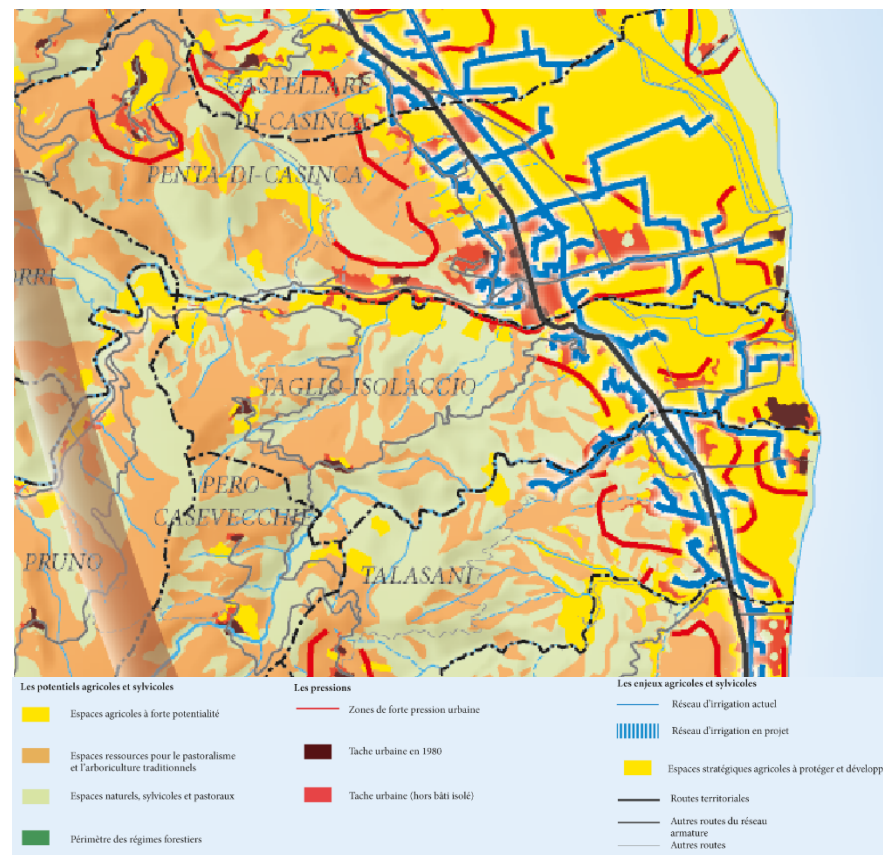 CASTELLARE
DI-CASINCA
PENTA-DI-CASINCA
ORRI
TAGLIO-ISOLACCIO
PERO
CASEVECCHIE
PRUNO
TALASANI
Les potentiels agricoles et sylvicoles
Espaces agricoles à forte potentialité
Espaces ressources pour le pastoralisme
et l'arboriculture traditionnels
Espaces naturels, sylvicoles et pastoraux
Périmètre des régimes forestiers
Les pressions
Zones de forte pression urbaine
Tache urbaine en 1980
Tache urbaine (hors bâti isolé)
Les enjeux agricoles et sylvicoles
Réseau d'irrigation actuel
Réseau d'irrigation en projet
Espaces stratégiques agricoles à protéger et développ
Routes territoriales
Autres routes du réseau
armature
Autres routes